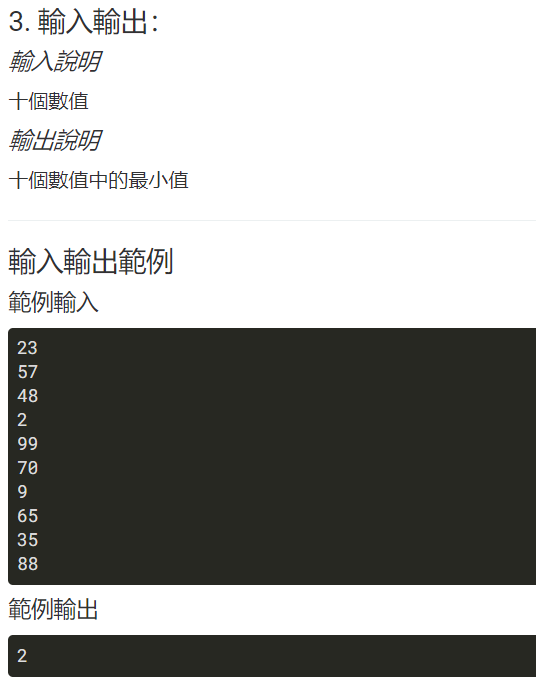 3. 輸入輸出：
輸入說明
十個數值
輸出說明
十個數值中的最小值
輸入輸出範例
範例輸入
23
57
48
2
99
70
9
65
35
88
範例輸出
2